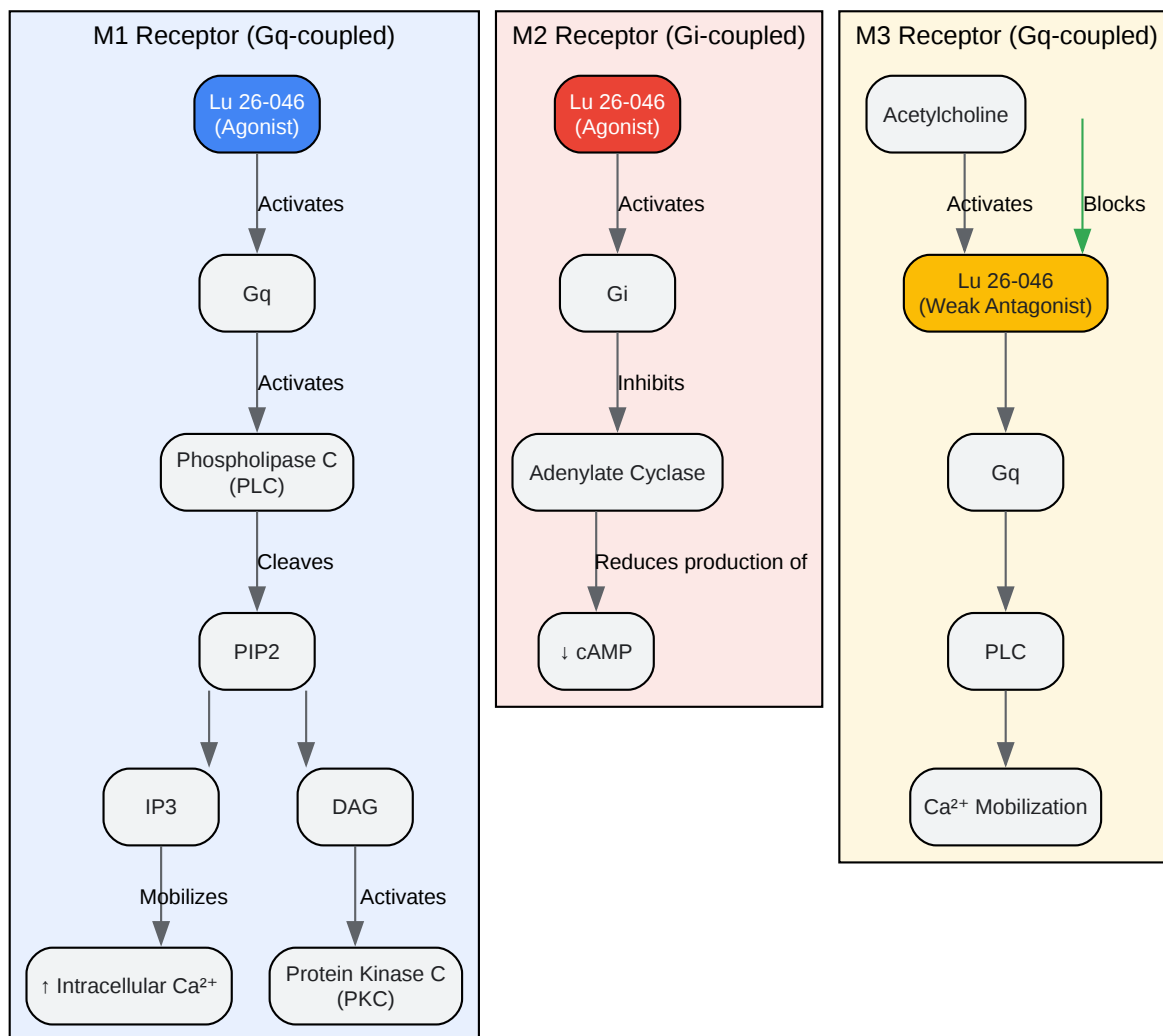 M1 Receptor (Gq-coupled)
Lu 26-046
(Agonist)
Activates
Gq
Activates
Phospholipase C
(PLC)
Cleaves
PIP2
IP3
DAG
Mobilizes
Activates
↑ Intracellular Ca²⁺
Protein Kinase C
(PKC)
M2 Receptor (Gi-coupled)
Lu 26-046
(Agonist)
Activates
Gi
Inhibits
Adenylate Cyclase
Reduces production of
↓ cAMP
M3 Receptor (Gq-coupled)
Acetylcholine
Activates
Blocks
Lu 26-046
(Weak Antagonist)
Gq
PLC
Ca²⁺ Mobilization